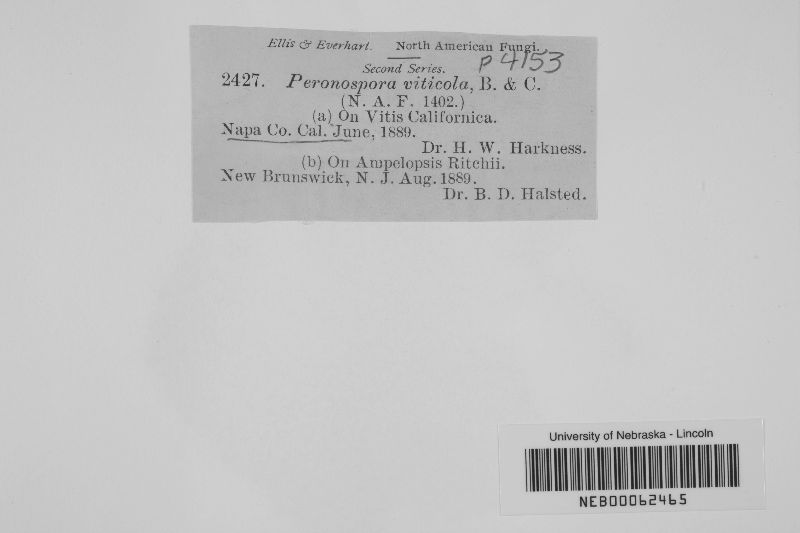 Ellis & Everhart. North American Fungi.
p 4153
Second Series.
2427. Peronospora viticola, B. & C.
(N. A. F. 1402.)
(a) On Vitis Californica.
Napa Co. Cal. June, 1889.
Dr. H. W. Harkness.
(b) On Ampelopsis Ritchii.
New Brunswick, N. J. Aug. 1889.
Dr. B. D. Halsted.
University of Nebraska - Lincoln
NEB00062465